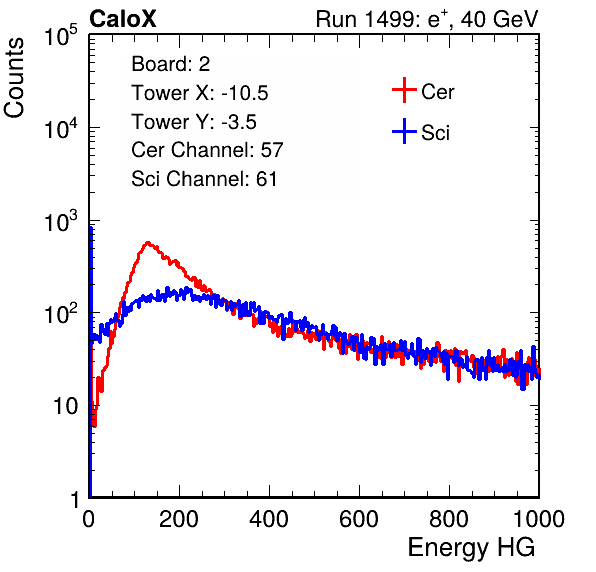 CaloX Run 1499: e+, 40 GeV
Counts
10^5
10^4
10^3
10^2
10
1
Board: 2
Tower X: -10.5
Tower Y: -3.5
Cer Channel: 57
Sci Channel: 61
Cer
Sci
0 200 400 600 800 1000
Energy HG